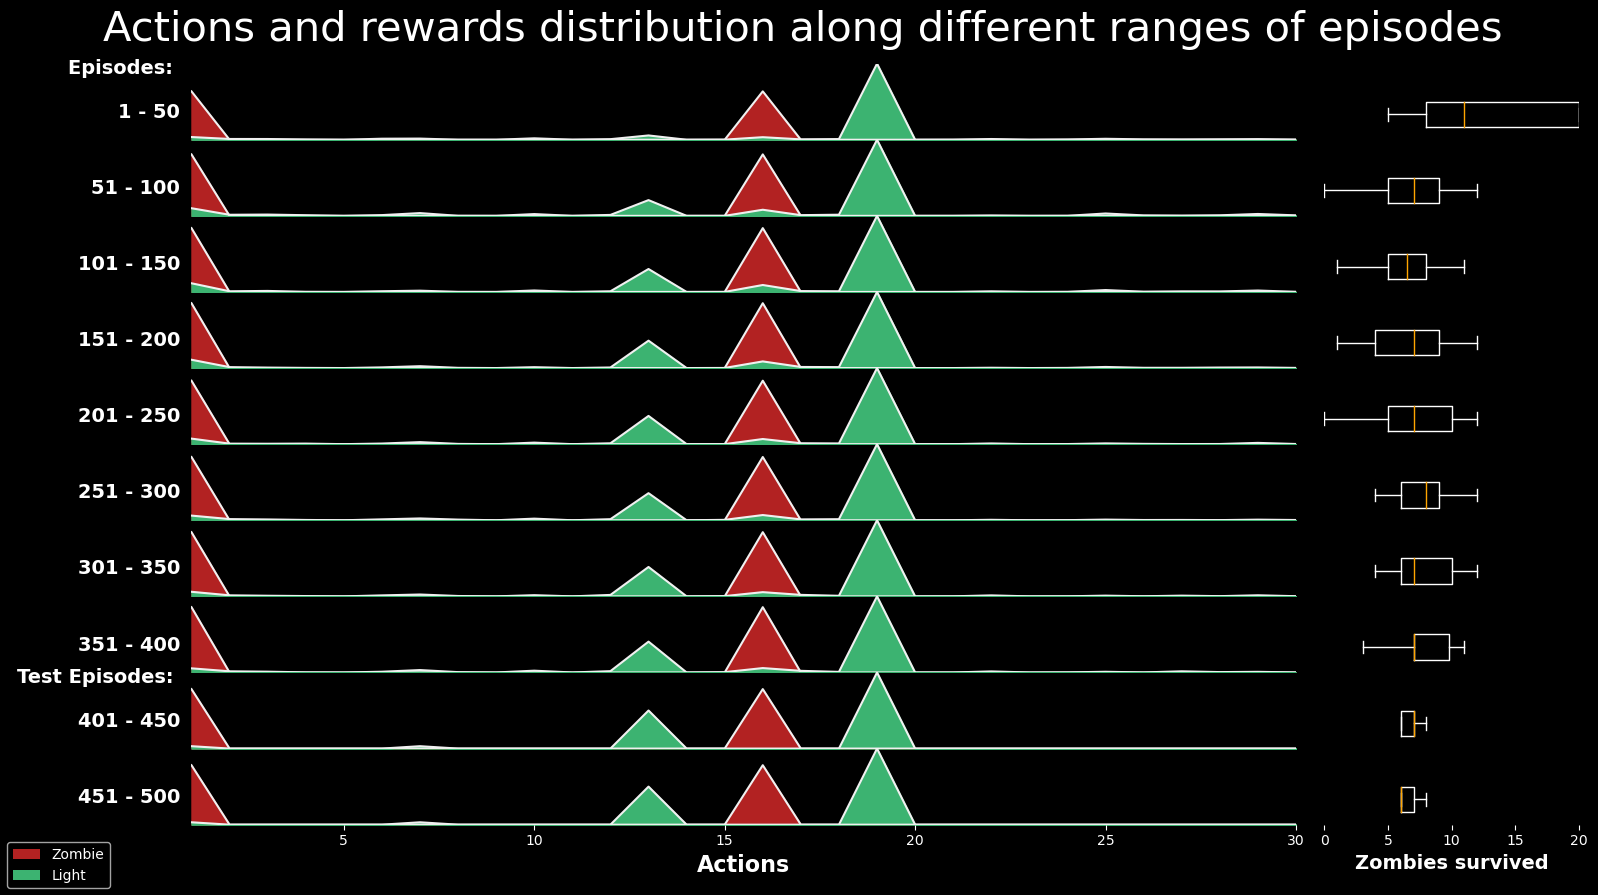 Actions and rewards distribution along different ranges of episodes
Episodes:
1 - 50
51 - 100
101 - 150
151 - 200
201 - 250
251 - 300
301 - 350
351 - 400
Test Episodes:
401 - 450
451 - 500
5 10 15 20 25 30
0 5 10 15 20
Actions
Zombies survived
Zombie
Light